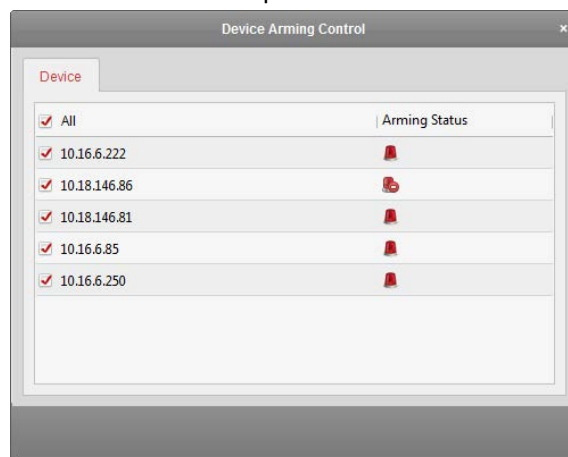 Device Arming Control
Device
All Arming Status
10.16.6.222
10.18.146.86
10.18.146.81
10.16.6.85
10.16.6.250